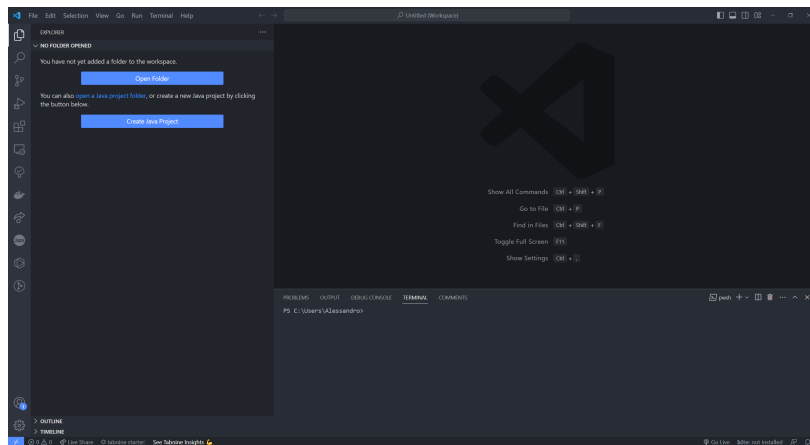 File Edit Selection View Go Run Terminal Help
Untitled (Workspace)
EXPLORER
NO FOLDER OPENED
You have not yet added a folder to the workspace.
Open Folder
You can also open a Java project folder, or create a new Java project by clicking
the button below.
Create Java Project
Show All Commands Ctrl + Shift + P
Go to File Ctrl + P
Find in Files Ctrl + Shift + F
Toggle Full Screen F11
Show Settings Ctrl + ,
PROBLEMS OUTPUT DEBUG CONSOLE TERMINAL COMMENTS
pwsh
PS C:\Users\Alessandro>
OUTLINE
TIMELINE
0 0 Live Share tabnine starter: See Tabnine Insights
Go Live not installed